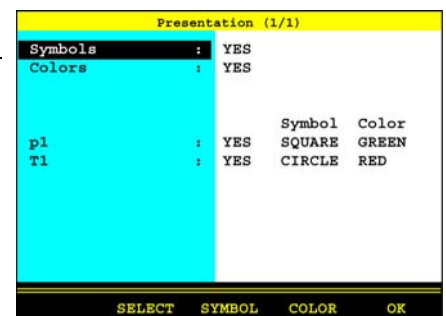 Presentation (1/1)
Symbols : YES
Colors : YES
Symbol Color
p1 : YES SQUARE GREEN
T1 : YES CIRCLE RED
SELECT SYMBOL COLOR OK